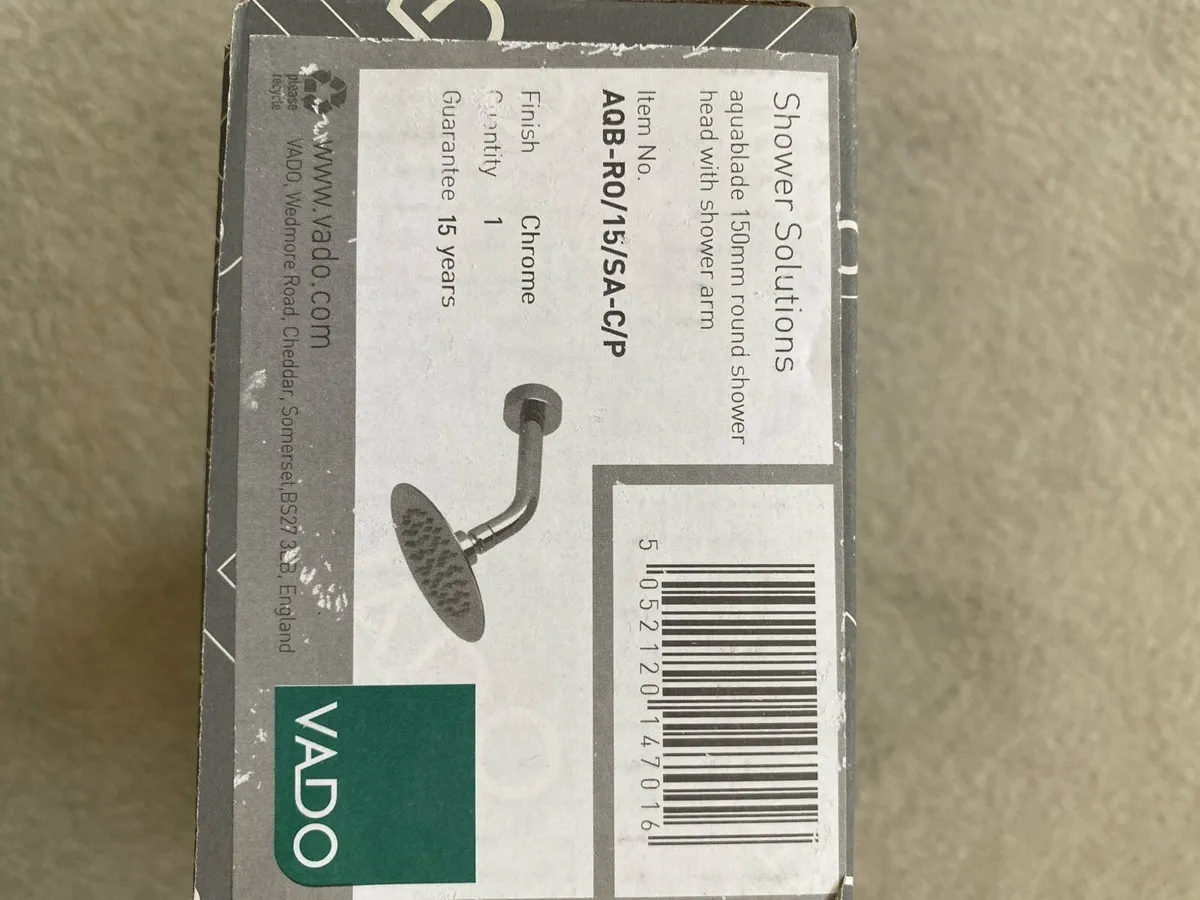 Shower Solutions
aquablade 150mm round shower
head with shower arm
Item No.
AQB-RO/15/SA-C/P
Finish Chrome
Quantity 1
Guarantee 15 years
5 052120 147016
please
recycle
www.vado.com
VADO, Wedmore Road, Cheddar, Somerset,BS27 3EB, England
VADO